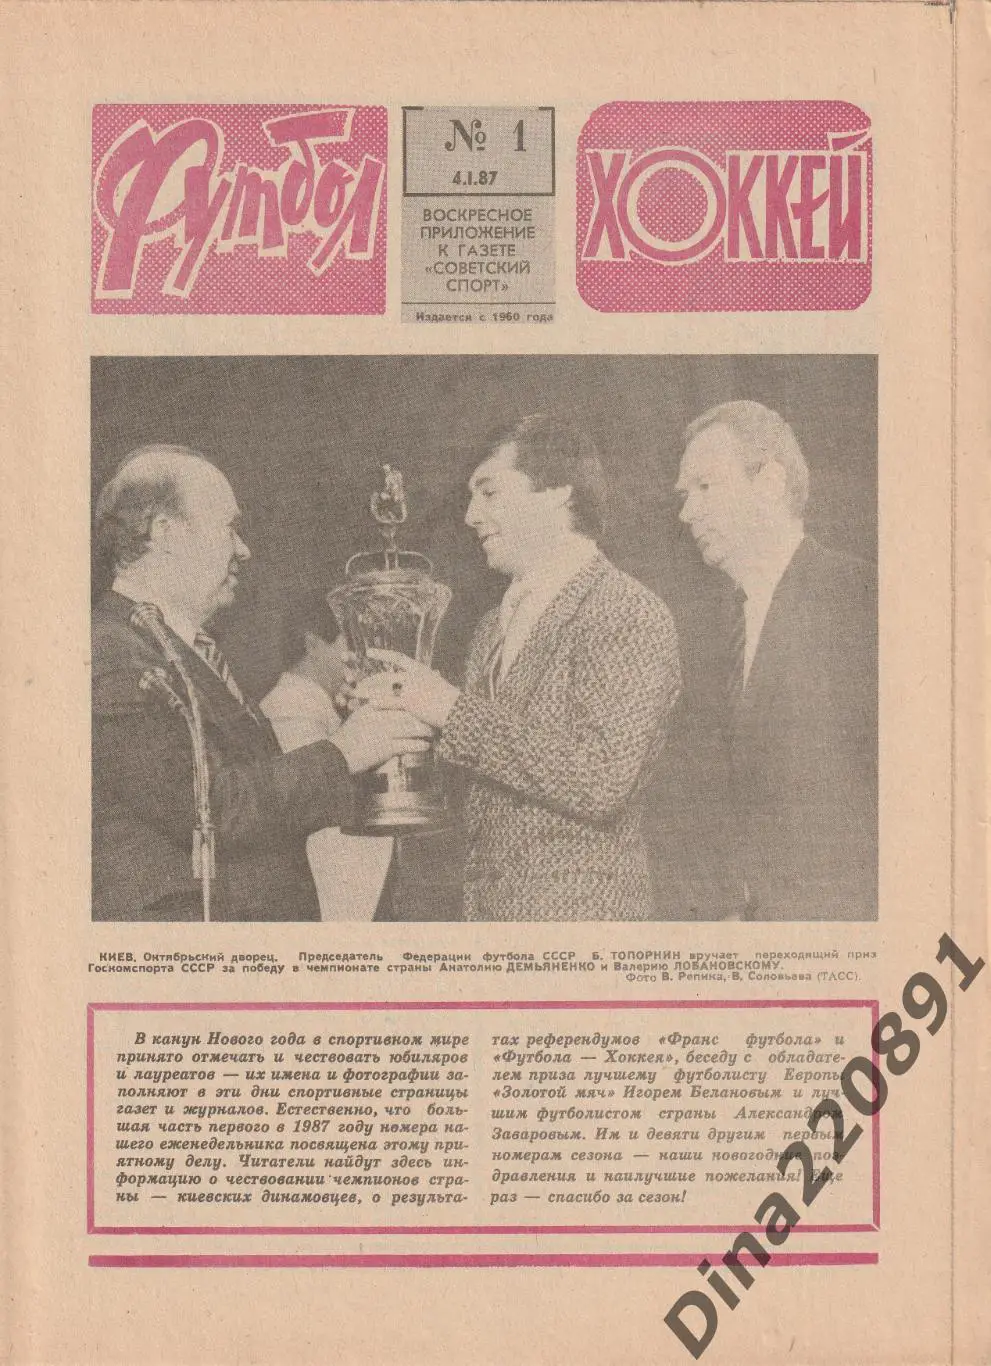 Футбол
№ 1
4.I.87
ВОСКРЕСНОЕ
ПРИЛОЖЕНИЕ
К ГАЗЕТЕ
«СОВЕТСКИЙ
СПОРТ»
Издается с 1960 года
ХОККЕЙ
КИЕВ. Октябрьский дворец. Председатель Федерации футбола СССР Б. ТОПОРНИН вручает переходящий приз
Госкомспорта СССР за победу в чемпионате страны Анатолию ДЕМЬЯНЕНКО и Валерию ЛОБАНОВСКОМУ.
Фото В. Репика, В. Соловьева (ТАСС).
В канун Нового года в спортивном мире
принято отмечать и чествовать юбиляров
и лауреатов — их имена и фотографии за-
полняют в эти дни спортивные страницы
газет и журналов. Естественно, что боль-
шая часть первого в 1987 году номера на-
шего еженедельника посвящена этому при-
ятному делу. Читатели найдут здесь ин-
формацию о чествовании чемпионов стра-
ны — киевских динамовцев, о результа-
тах референдумов «Франс футбола» и
«Футбола — Хоккея», беседу с обладате-
лем приза лучшему футболисту Европы
«Золотой мяч» Игорем Белановым и луч-
шим футболистом страны Александром
Заваровым. Им и девяти другим первым
номерам сезона — наши новогодние поз-
дравления и наилучшие пожелания! Еще
раз — спасибо за сезон!
Dina220891